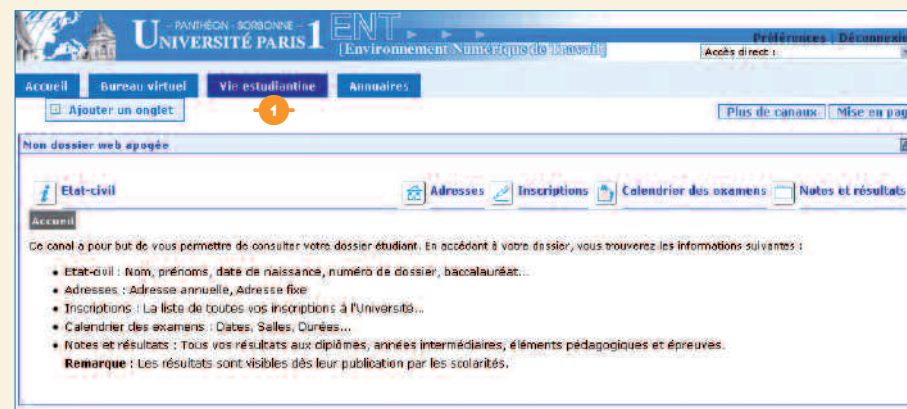 UNIVERSITÉ PARIS 1
– PANTHÉON - SORBONNE –
ENT
[Environnement Numérique de Travail]
Préférences | Déconnexio
Accès direct :
Accueil Bureau virtuel Vie estudiantine Annuaires
Ajouter un onglet 1 Plus de canaux Mise en pag
Mon dossier web apogée
Etat-civil Adresses Inscriptions Calendrier des examens Notes et résultats
Accueil
Ce canal a pour but de vous permettre de consulter votre dossier étudiant. En accédant à votre dossier, vous trouverez les informations suivantes :
• Etat-civil : Nom, prénoms, date de naissance, numéro de dossier, baccalauréat...
• Adresses : Adresse annuelle, Adresse fixe
• Inscriptions : La liste de toutes vos inscriptions à l'Université...
• Calendrier des examens : Dates, Salles, Durées...
• Notes et résultats : Tous vos résultats aux diplômes, années intermédiaires, éléments pédagogiques et épreuves.
Remarque : Les résultats sont visibles dès leur publication par les scolarités.